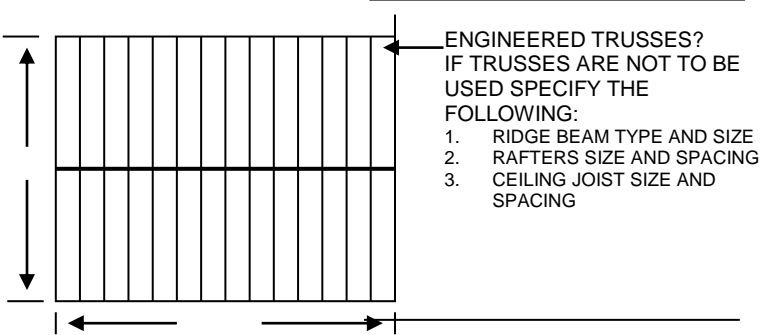 ENGINEERED TRUSSES?
IF TRUSSES ARE NOT TO BE
USED SPECIFY THE
FOLLOWING:
1. RIDGE BEAM TYPE AND SIZE
2. RAFTERS SIZE AND SPACING
3. CEILING JOIST SIZE AND
SPACING